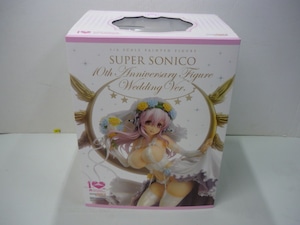 1/6 SCALE PAINTED FIGURE
SUPER SONICO
10th Anniversary Figure
Wedding Ver.